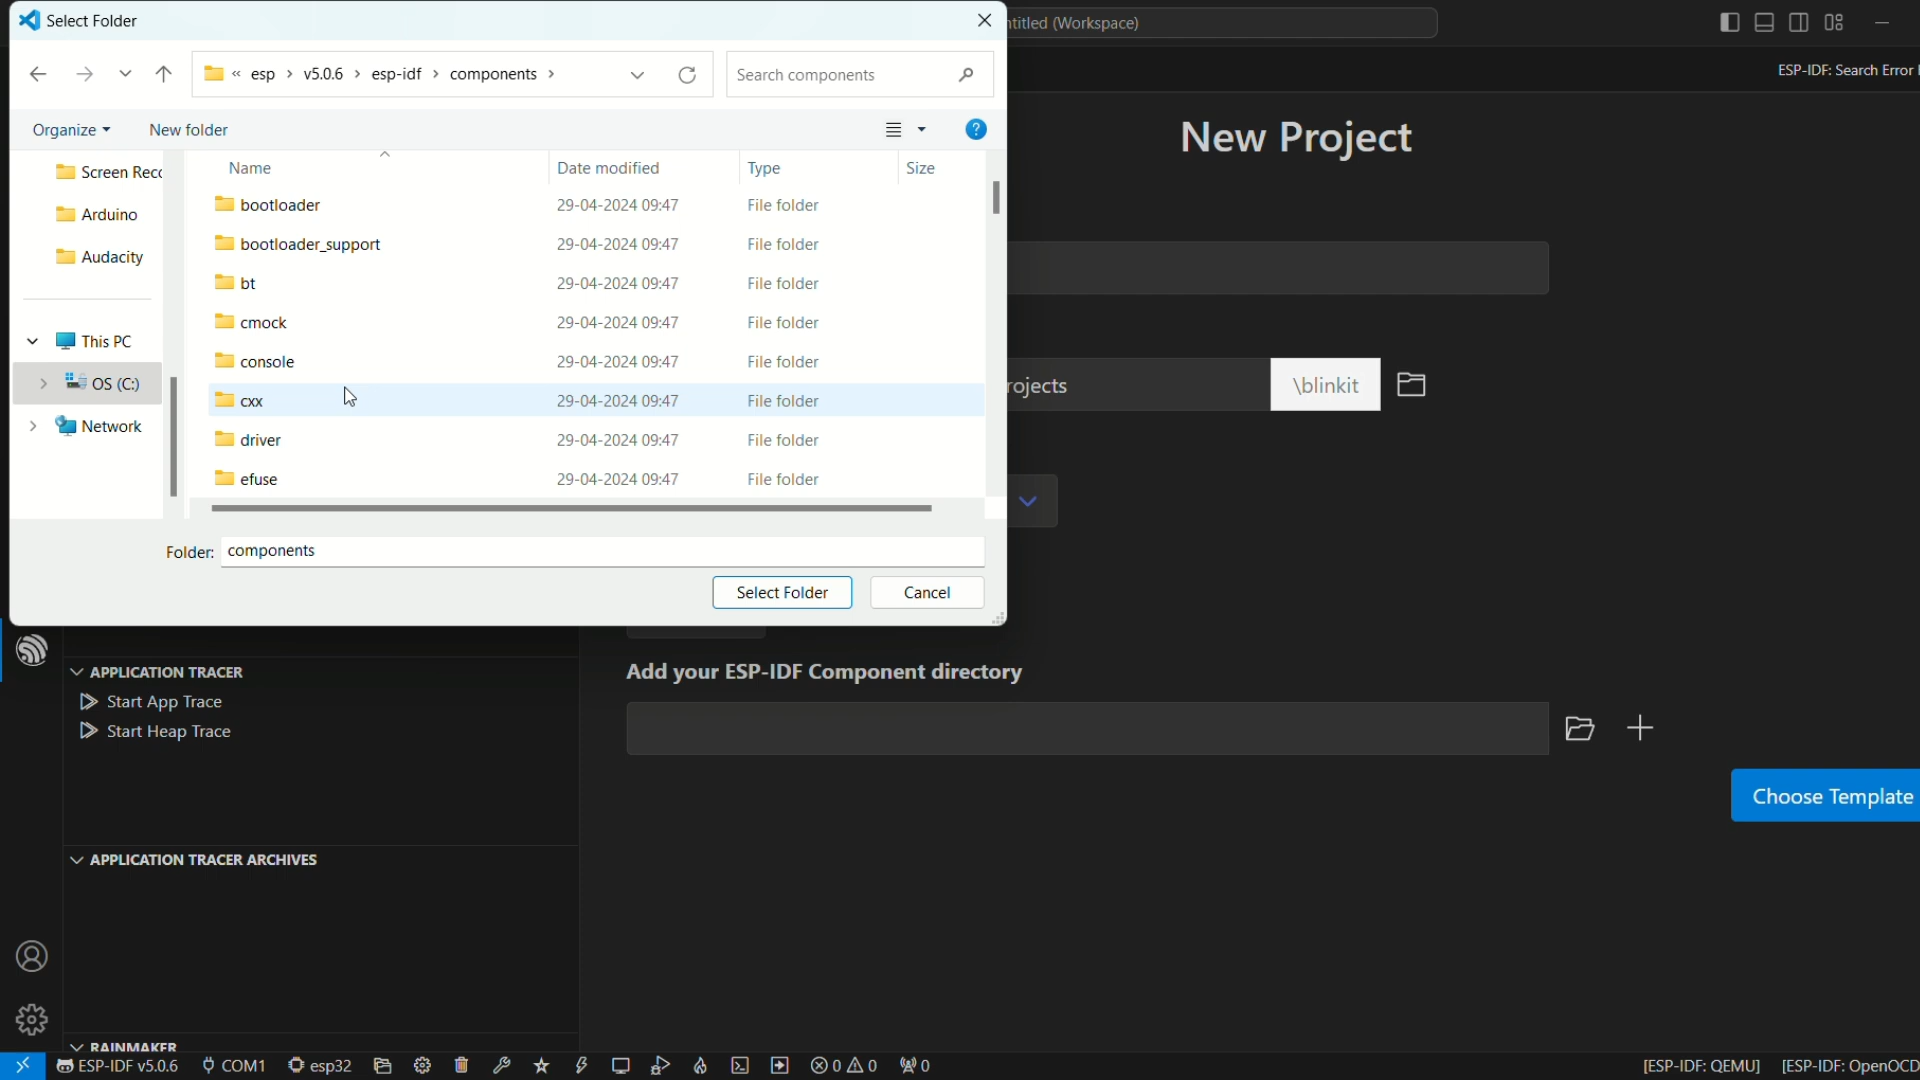 Select Folder
ntitled (Workspace)
« esp › v5.0.6 › esp-idf › components ›
Search components
ESP-IDF: Search Error
Organize
New folder
New Project
Screen
Name
Date modified
Type
Size
Arduino
Audacity
This PC
OS (C:)
Network
bootloader 29-04-2024 09:47 File folder
bootloader_support 29-04-2024 09:47 File folder
bt 29-04-2024 09:47 File folder
cmock 29-04-2024 09:47 File folder
console 29-04-2024 09:47 File folder
cxx 29-04-2024 09:47 File folder
driver 29-04-2024 09:47 File folder
efuse 29-04-2024 09:47 File folder
rojects
\blinkit
Folder: components
Select Folder
Cancel
APPLICATION TRACER
Start App Trace
Start Heap Trace
Add your ESP-IDF Component directory
Choose Template
APPLICATION TRACER ARCHIVES
RAINMAKER
ESP-IDF v5.0.6 COM1 esp32 0 0 0 [ESP-IDF: QEMU] [ESP-IDF: OpenOCD